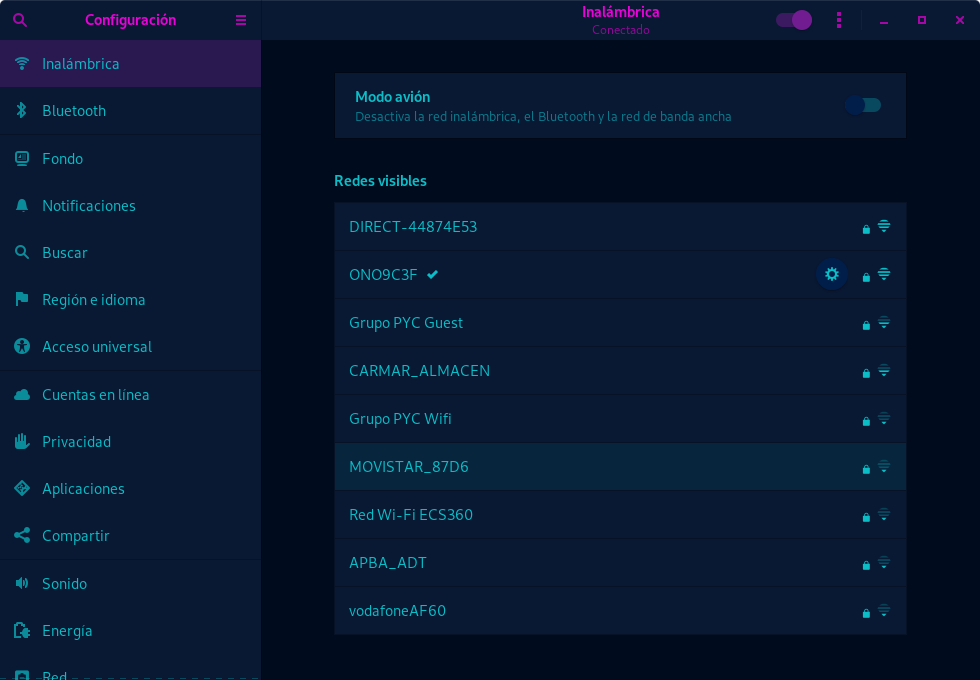 Configuración
Inalámbrica
Conectado
Inalámbrica
Bluetooth
Fondo
Notificaciones
Buscar
Región e idioma
Acceso universal
Cuentas en línea
Privacidad
Aplicaciones
Compartir
Sonido
Energía
Red
Modo avión
Desactiva la red inalámbrica, el Bluetooth y la red de banda ancha
Redes visibles
DIRECT-44874E53
ONO9C3F
Grupo PYC Guest
CARMAR_ALMACEN
Grupo PYC Wifi
MOVISTAR_87D6
Red Wi-Fi ECS360
APBA_ADT
vodafoneAF60